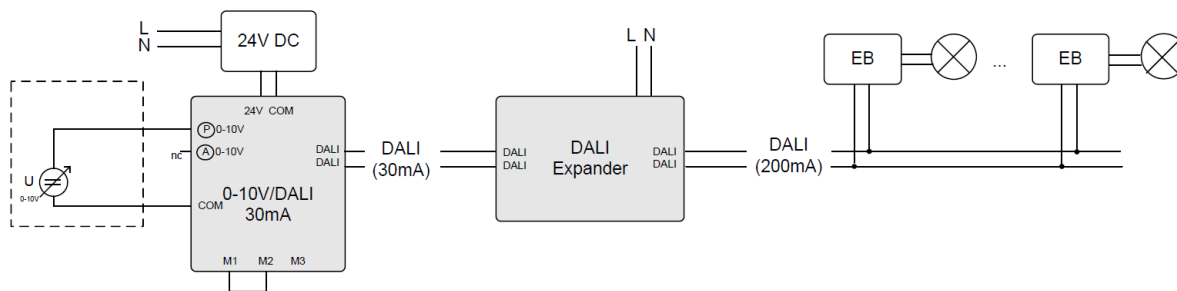 L
N
24V DC
L N
EB
...
EB
24V COM
P 0-10V
nc
A 0-10V
DALI
DALI
DALI
(30mA)
DALI
DALI
DALI
Expander
DALI
DALI
DALI
(200mA)
U
0-10V
0-10V/DALI
30mA
COM
M1 M2 M3